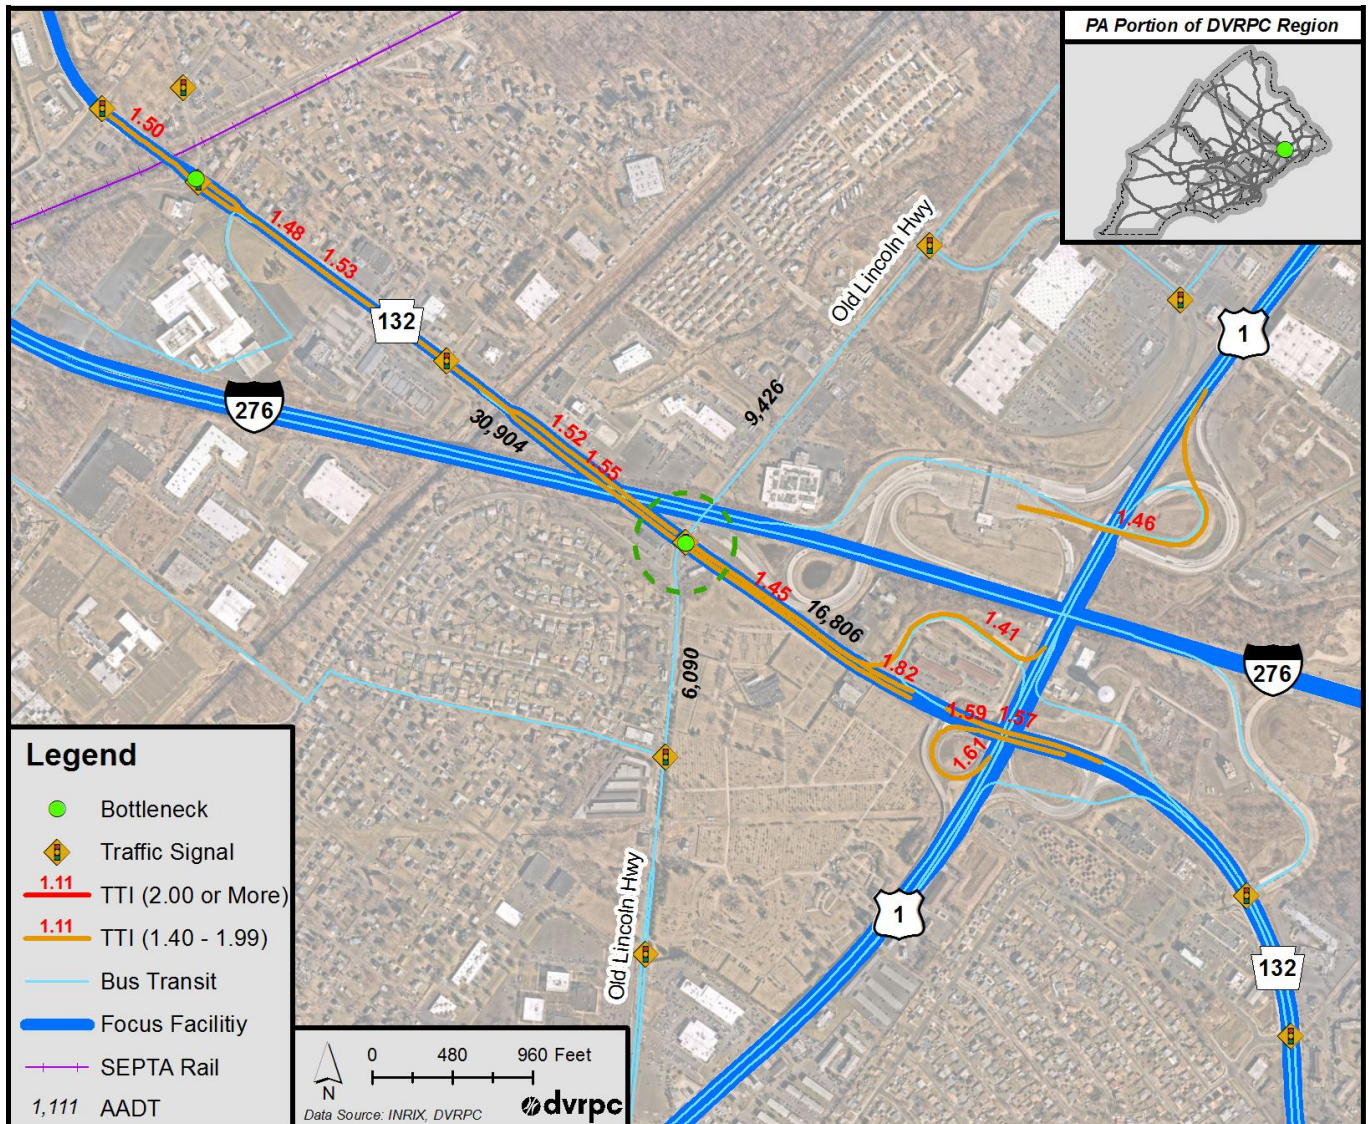 PA Portion of DVRPC Region
1.50
1.48
1.53
132
Old Lincoln Hwy
1
276
9,426
30,904
1.52
1.55
1.46
1.45
16,806
1.41
1.82
276
6,090
1.59
1.57
1.61
Old Lincoln Hwy
1
132
Legend
Bottleneck
Traffic Signal
1.11
TTI (2.00 or More)
1.11
TTI (1.40 - 1.99)
Bus Transit
Focus Facilitiy
SEPTA Rail
1,111 AADT
0 480 960 Feet
N
Data Source: INRIX, DVRPC
dvrpc